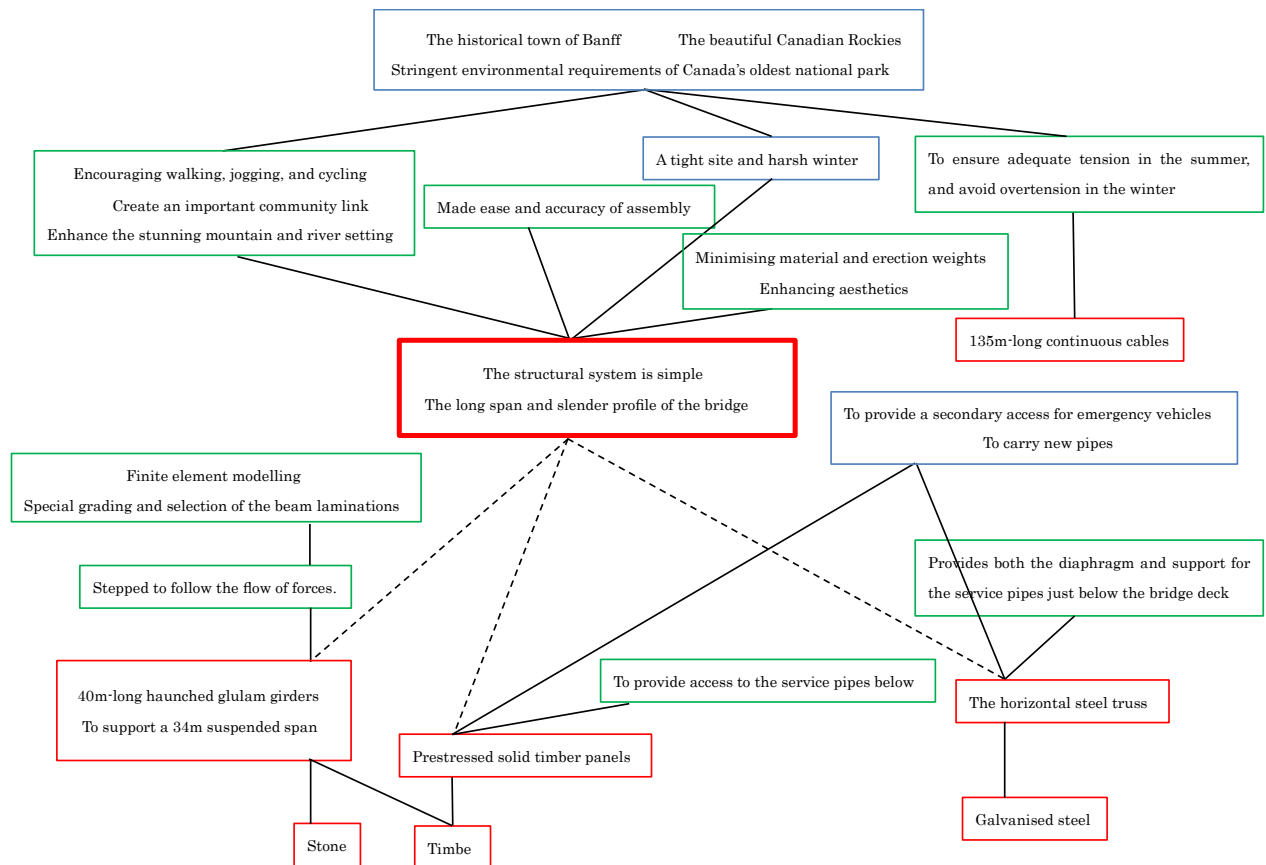 The historical town of Banff The beautiful Canadian Rockies
Stringent environmental requirements of Canada's oldest national park
Encouraging walking, jogging, and cycling
Create an important community link
Enhance the stunning mountain and river setting
Made ease and accuracy of assembly
A tight site and harsh winter
To ensure adequate tension in the summer,
and avoid overtension in the winter
Minimising material and erection weights
Enhancing aesthetics
135m-long continuous cables
The structural system is simple
The long span and slender profile of the bridge
To provide a secondary access for emergency vehicles
To carry new pipes
Finite element modelling
Special grading and selection of the beam laminations
Stepped to follow the flow of forces.
Provides both the diaphragm and support for
the service pipes just below the bridge deck
40m-long haunched glulam girders
To support a 34m suspended span
To provide access to the service pipes below
The horizontal steel truss
Prestressed solid timber panels
Galvanised steel
Stone
Timbe